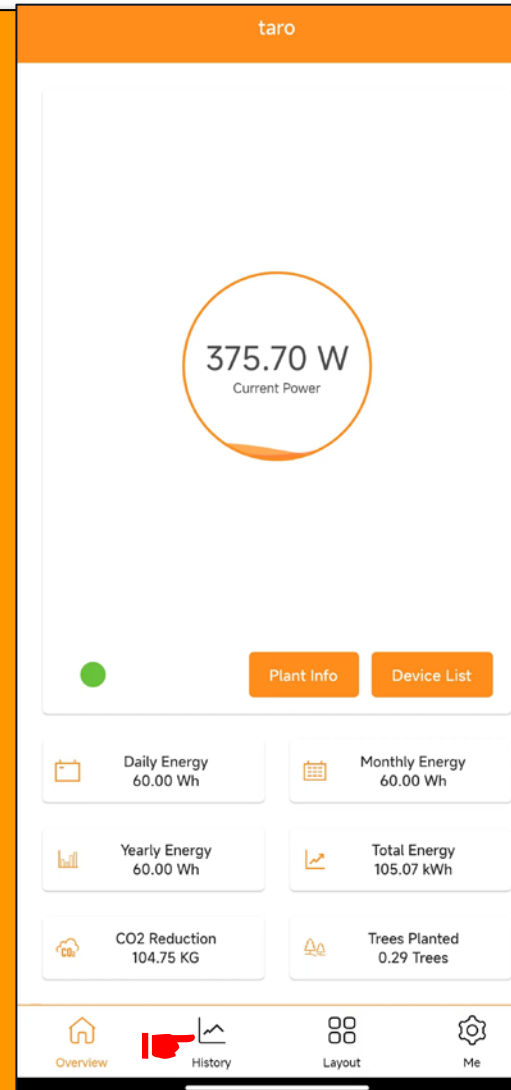 taro
375.70 W
Current Power
Plant Info
Device List
Daily Energy
60.00 Wh
Monthly Energy
60.00 Wh
Yearly Energy
60.00 Wh
Total Energy
105.07 kWh
CO2 Reduction
104.75 KG
Trees Planted
0.29 Trees
Overview
History
Layout
Me